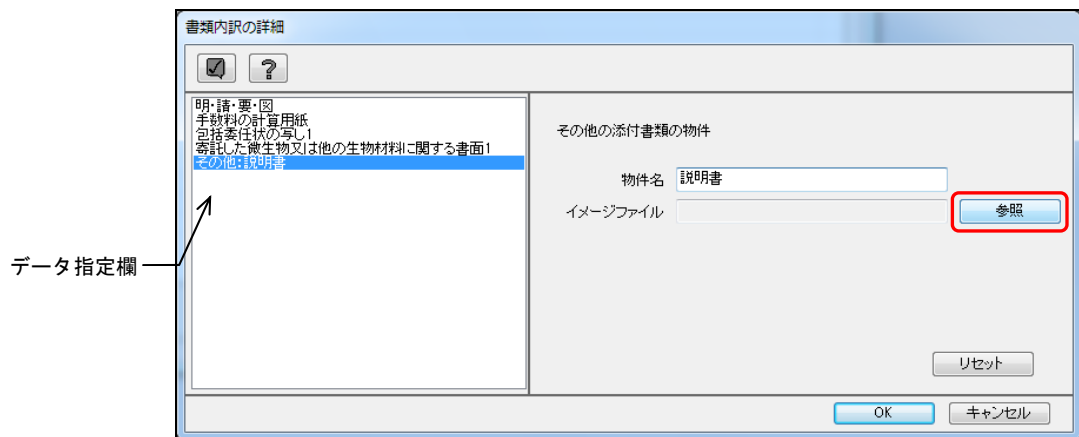 書類内訳の詳細
明・請・要・図
手数料の計算用紙
包括委任状の写し1
寄託した微生物又は他の生物材料に関する書面1
その他:説明書
データ指定欄
その他の添付書類の物件
物件名 説明書
イメージファイル 参照
リセット
OK キャンセル